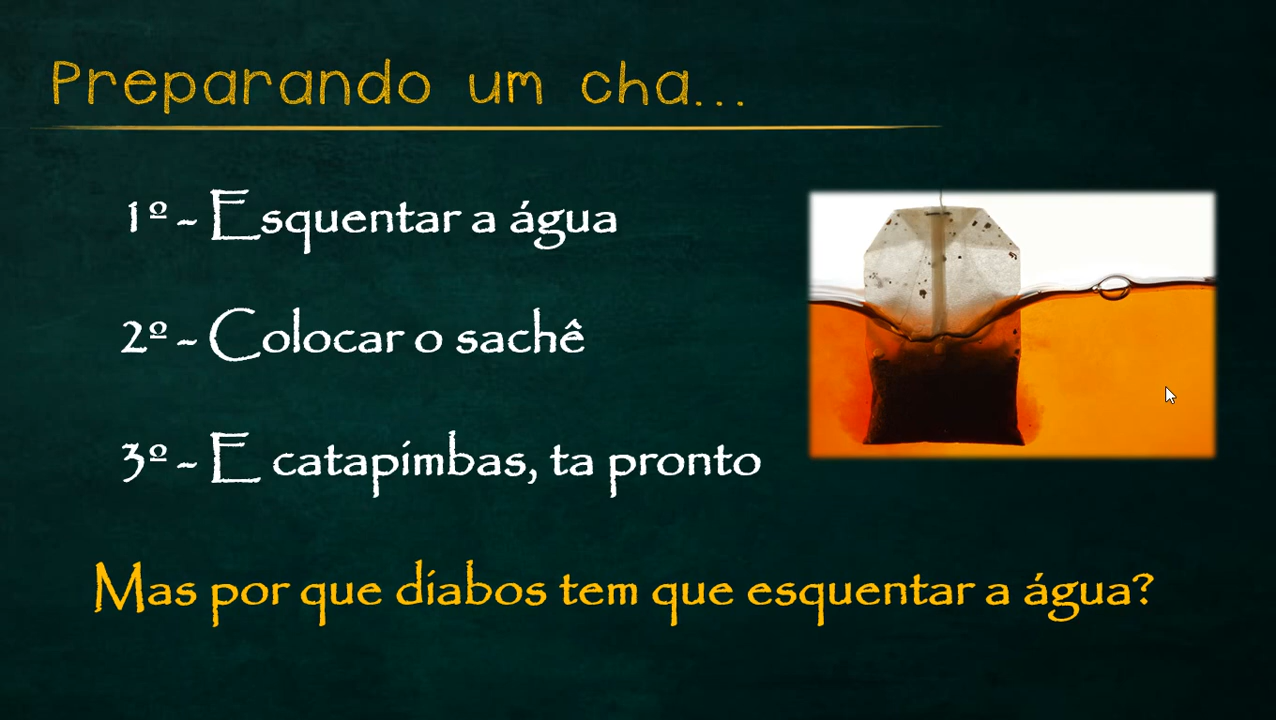 Preparando um cha...
1º - Esquentar a água
2º - Colocar o sachê
3º - E catapimbas, ta pronto
Mas por que diabos tem que esquentar a água?